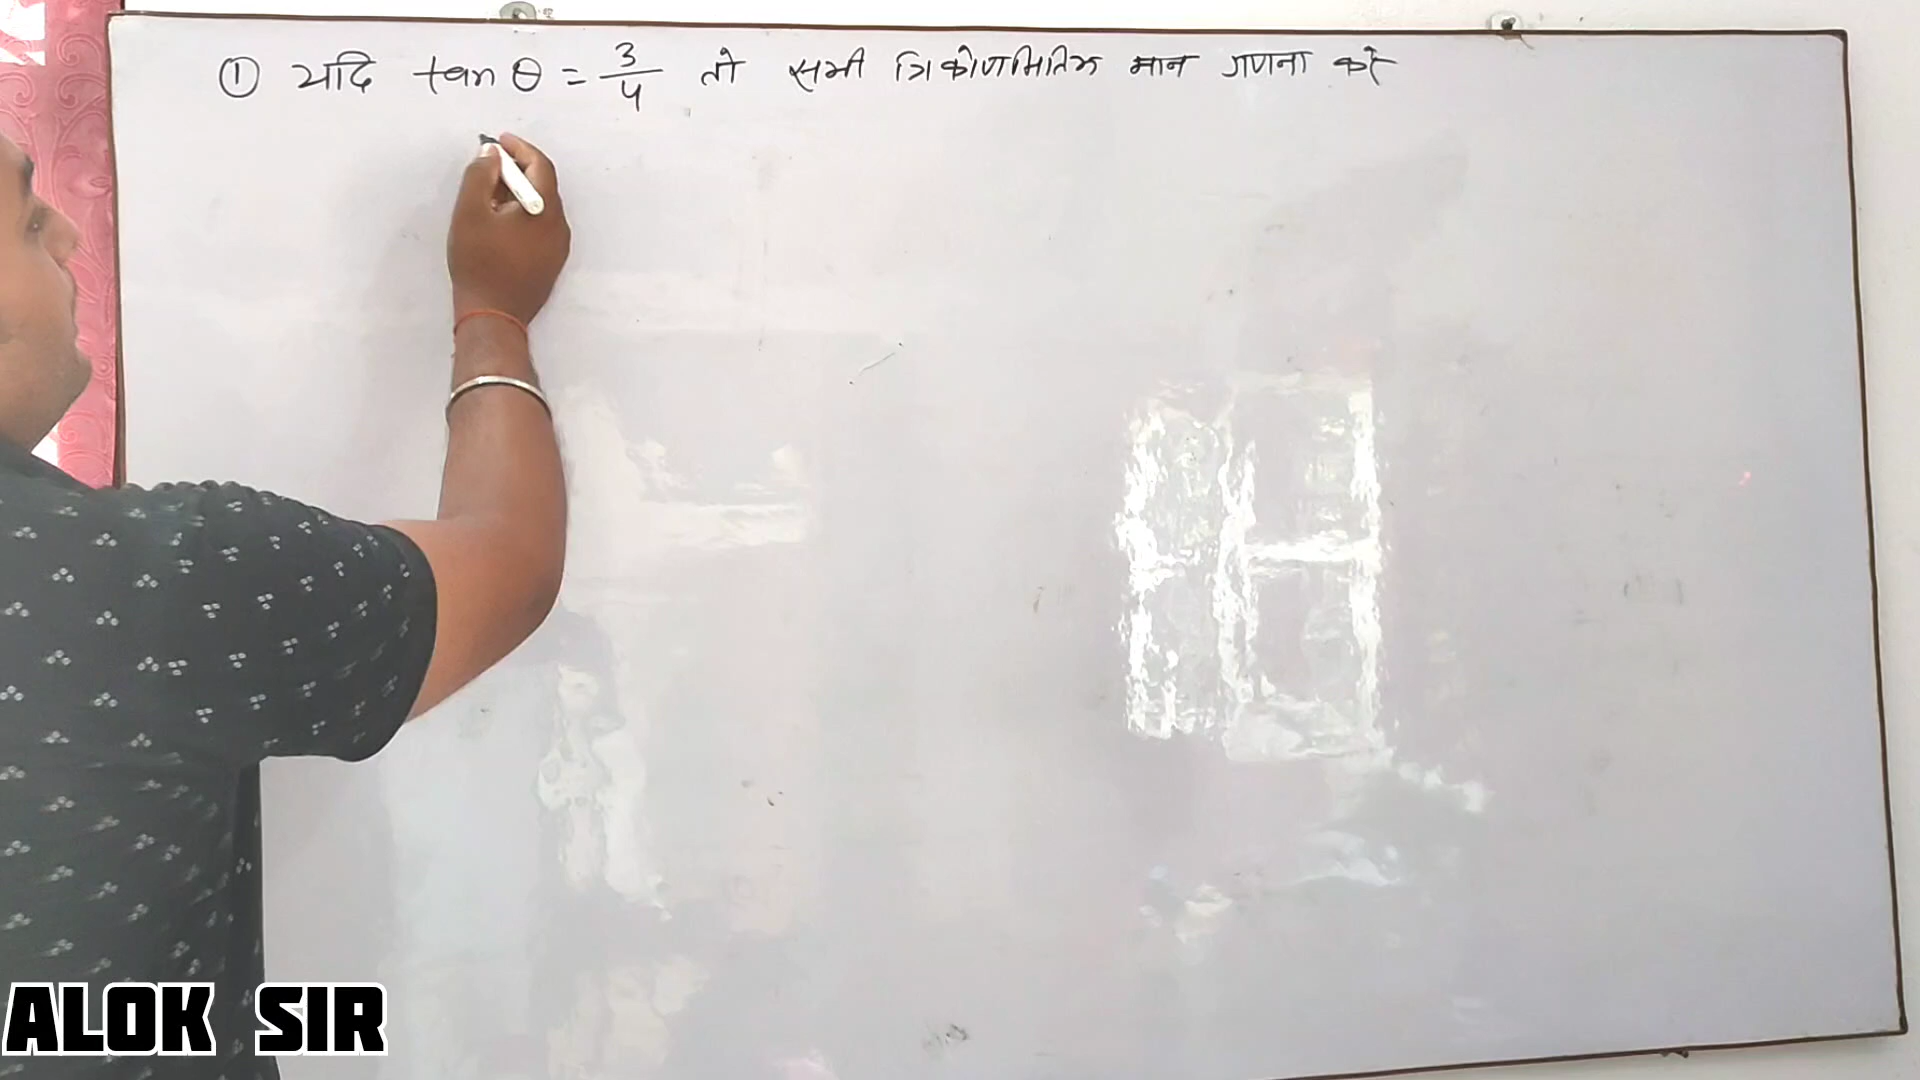 ① यदि tan θ = 3/4 तो सभी त्रिकोणमितिय मान गणना करें
ALOK SIR